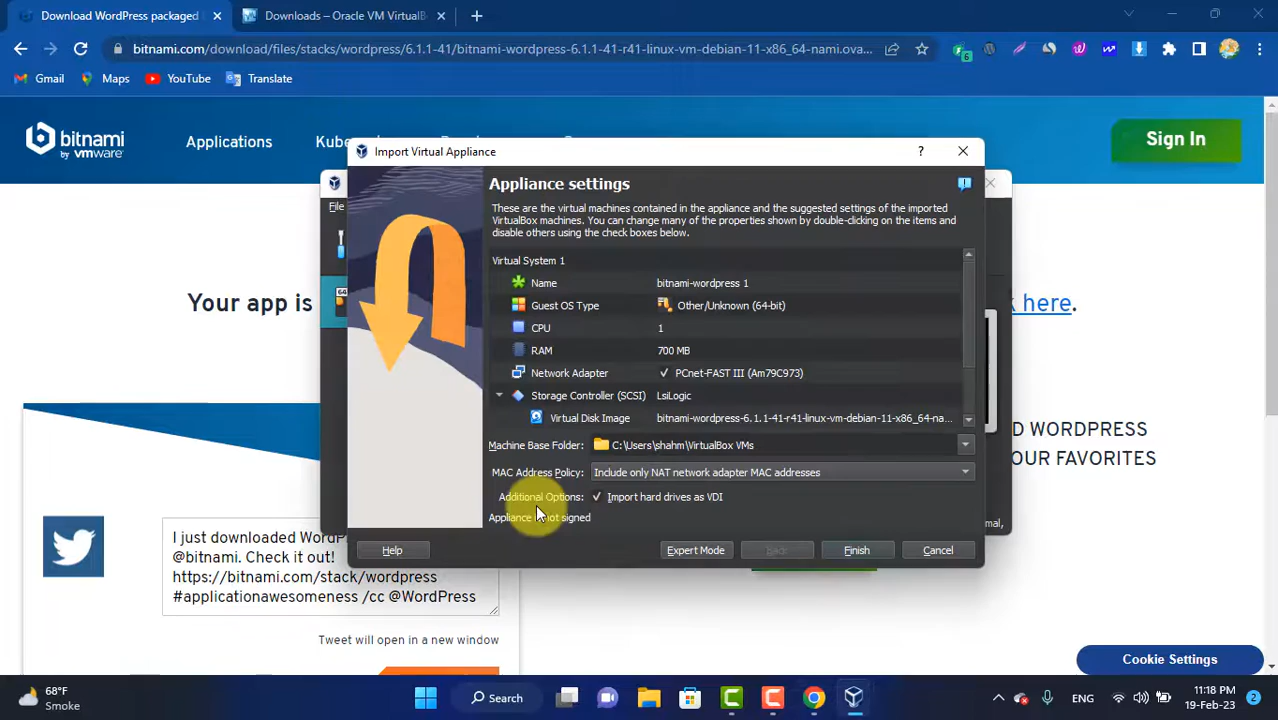 Download WordPress packaged
Downloads – Oracle VM VirtualB
bitnami.com/download/files/stacks/wordpress/6.1.1-41/bitnami-wordpress-6.1.1-41-r41-linux-vm-debian-11-x86_64-nami.ova...
6
Gmail
Maps
YouTube
Translate
bitnami
by vmware
Applications
Sign In
Import Virtual Appliance
?
File
Appliance settings
These are the virtual machines contained in the appliance and the suggested settings of the imported
VirtualBox machines. You can change many of the properties shown by double-clicking on the items and
disable others using the check boxes below.
Virtual System 1
Name bitnami-wordpress 1
Guest OS Type Other/Unknown (64-bit)
CPU 1
RAM 700 MB
Network Adapter PCnet-FAST III (Am79C973)
Storage Controller (SCSI) LsiLogic
Virtual Disk Image bitnami-wordpress-6.1.1-41-r41-linux-vm-debian-11-x86_64-na...
Machine Base Folder: C:\Users\shahm\VirtualBox VMs
MAC Address Policy: Include only NAT network adapter MAC addresses
Additional Options: Import hard drives as VDI
Appliance not signed
Help
Expert Mode
Back
Finish
Cancel
64
Your app is
here.
WORDPRESS
OUR FAVORITES
I just downloaded WordP
@bitnami. Check it out!
https://bitnami.com/stack/wordpress
#applicationawesomeness /cc @WordPress
Tweet will open in a new window
Cookie Settings
68°F
Smoke
Search
ENG
11:18 PM
19-Feb-23
2